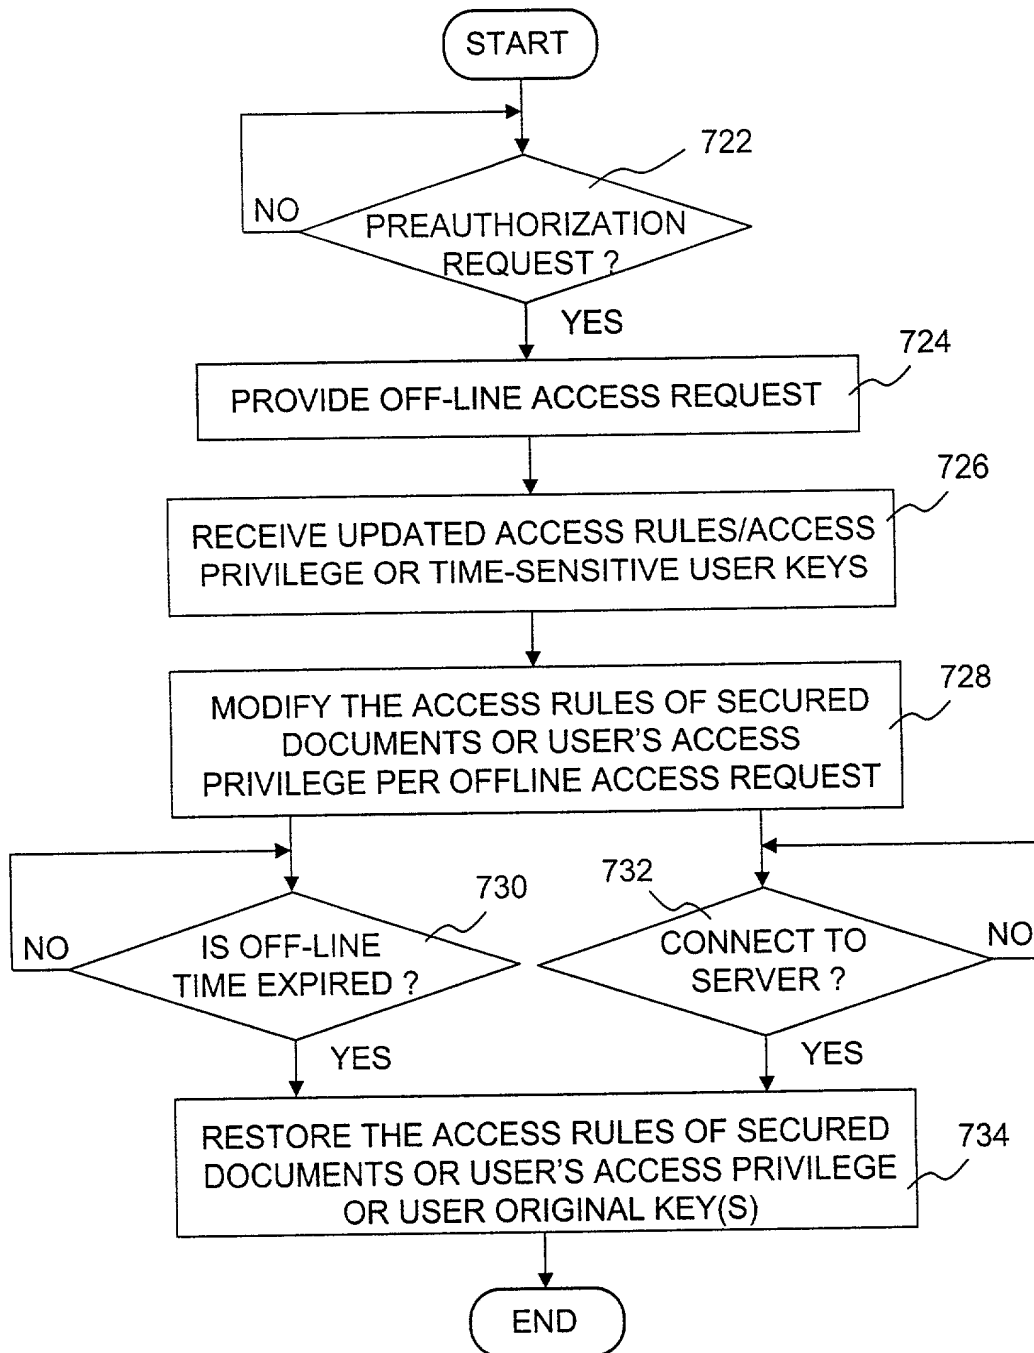 START
722
NO
PREAUTHORIZATION
REQUEST ?
YES
724
PROVIDE OFF-LINE ACCESS REQUEST
726
RECEIVE UPDATED ACCESS RULES/ACCESS
PRIVILEGE OR TIME-SENSITIVE USER KEYS
728
MODIFY THE ACCESS RULES OF SECURED
DOCUMENTS OR USER'S ACCESS
PRIVILEGE PER OFFLINE ACCESS REQUEST
730
NO
IS OFF-LINE
TIME EXPIRED ?
YES
732
CONNECT TO
SERVER ?
NO
YES
RESTORE THE ACCESS RULES OF SECURED
DOCUMENTS OR USER'S ACCESS PRIVILEGE
OR USER ORIGINAL KEY(S)
734
END